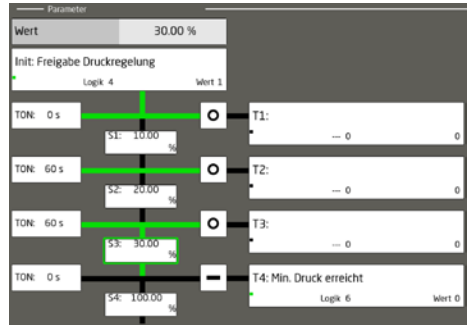 Parameter
Wert 30.00 %
Init: Freigabe Druckregelung
Logik 4 Wert 1
TON: 0 s
T1:
S1: 10.00 %
--- 0 0
TON: 60 s
T2:
S2: 20.00 %
--- 0 0
TON: 60 s
T3:
S3: 30.00 %
--- 0 0
TON: 0 s
T4: Min. Druck erreicht
S4: 100.00 %
Logik 6 Wert 0